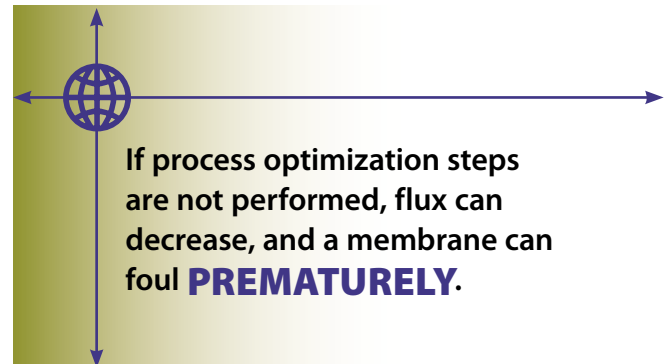 If process optimization steps
are not performed, flux can
decrease, and a membrane can
foul PREMATURELY.